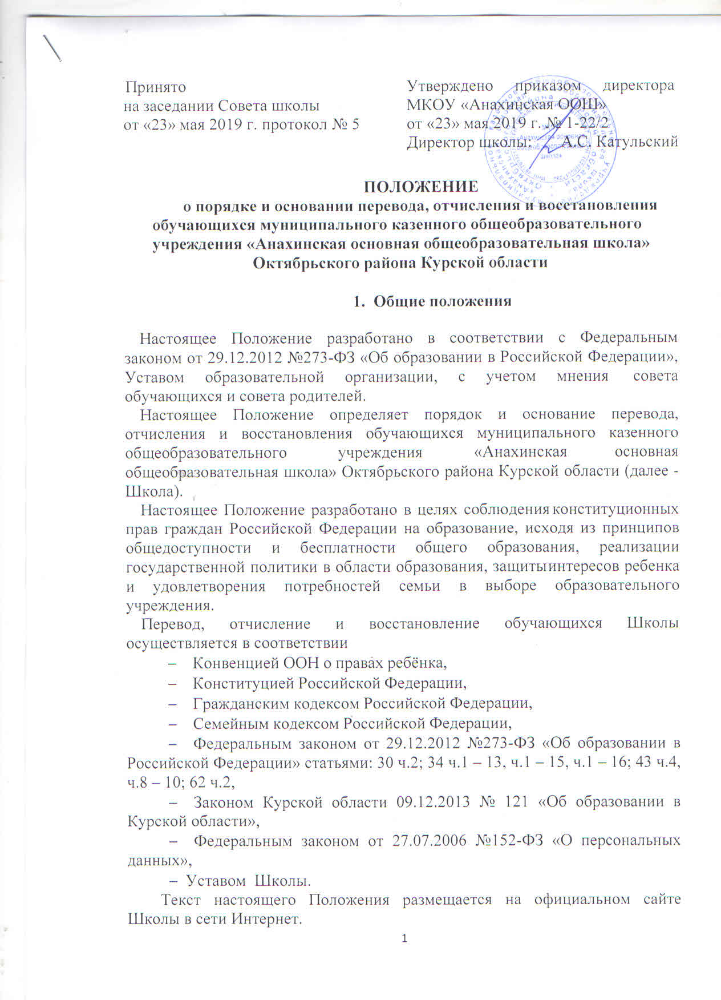 Принято
на заседании Совета школы
от «23» мая 2019 г. протокол № 5
Утверждено приказом директора
МКОУ «Анахинская ООШ»
от «23» мая 2019 г. № 1-22/2
Директор школы: А.С. Катульский
ПОЛОЖЕНИЕ
о порядке и основании перевода, отчисления и восстановления
обучающихся муниципального казенного общеобразовательного
учреждения «Анахинская основная общеобразовательная школа»
Октябрьского района Курской области
1. Общие положения
Настоящее Положение разработано в соответствии с Федеральным
законом от 29.12.2012 №273-ФЗ «Об образовании в Российской Федерации»,
Уставом образовательной организации, с учетом мнения совета
обучающихся и совета родителей.
Настоящее Положение определяет порядок и основание перевода,
отчисления и восстановления обучающихся муниципального казенного
общеобразовательного учреждения «Анахинская основная
общеобразовательная школа» Октябрьского района Курской области (далее -
Школа).
Настоящее Положение разработано в целях соблюдения конституционных
прав граждан Российской Федерации на образование, исходя из принципов
общедоступности и бесплатности общего образования, реализации
государственной политики в области образования, защиты интересов ребенка
и удовлетворения потребностей семьи в выборе образовательного
учреждения.
Перевод, отчисление и восстановление обучающихся Школы
осуществляется в соответствии
– Конвенцией ООН о правах ребёнка,
– Конституцией Российской Федерации,
– Гражданским кодексом Российской Федерации,
– Семейным кодексом Российской Федерации,
– Федеральным законом от 29.12.2012 №273-ФЗ «Об образовании в
Российской Федерации» статьями: 30 ч.2; 34 ч.1 – 13, ч.1 – 15, ч.1 – 16; 43 ч.4,
ч.8 – 10; 62 ч.2,
– Законом Курской области 09.12.2013 № 121 «Об образовании в
Курской области»,
– Федеральным законом от 27.07.2006 №152-ФЗ «О персональных
данных»,
– Уставом Школы.
Текст настоящего Положения размещается на официальном сайте
Школы в сети Интернет.
1